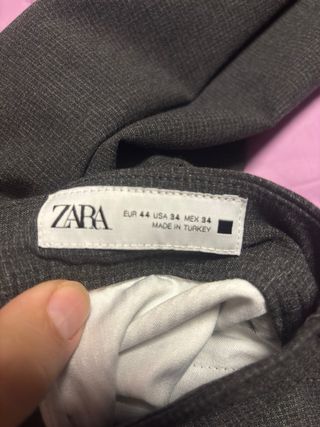 ZARA
EUR 44 USA 34 MEX 34
MADE IN TURKEY